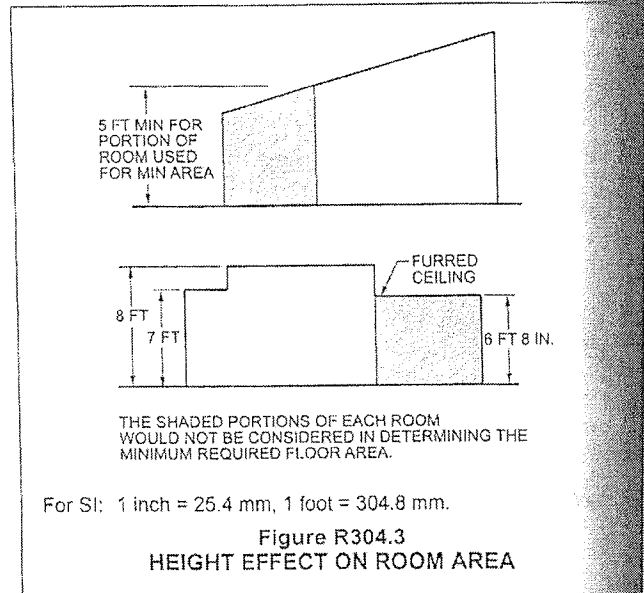 5 FT MIN FOR
PORTION OF
ROOM USED
FOR MIN AREA
FURRED
CEILING
8 FT
7 FT
6 FT 8 IN.
THE SHADED PORTIONS OF EACH ROOM
WOULD NOT BE CONSIDERED IN DETERMINING THE
MINIMUM REQUIRED FLOOR AREA.
For SI: 1 inch = 25.4 mm, 1 foot = 304.8 mm.
Figure R304.3
HEIGHT EFFECT ON ROOM AREA